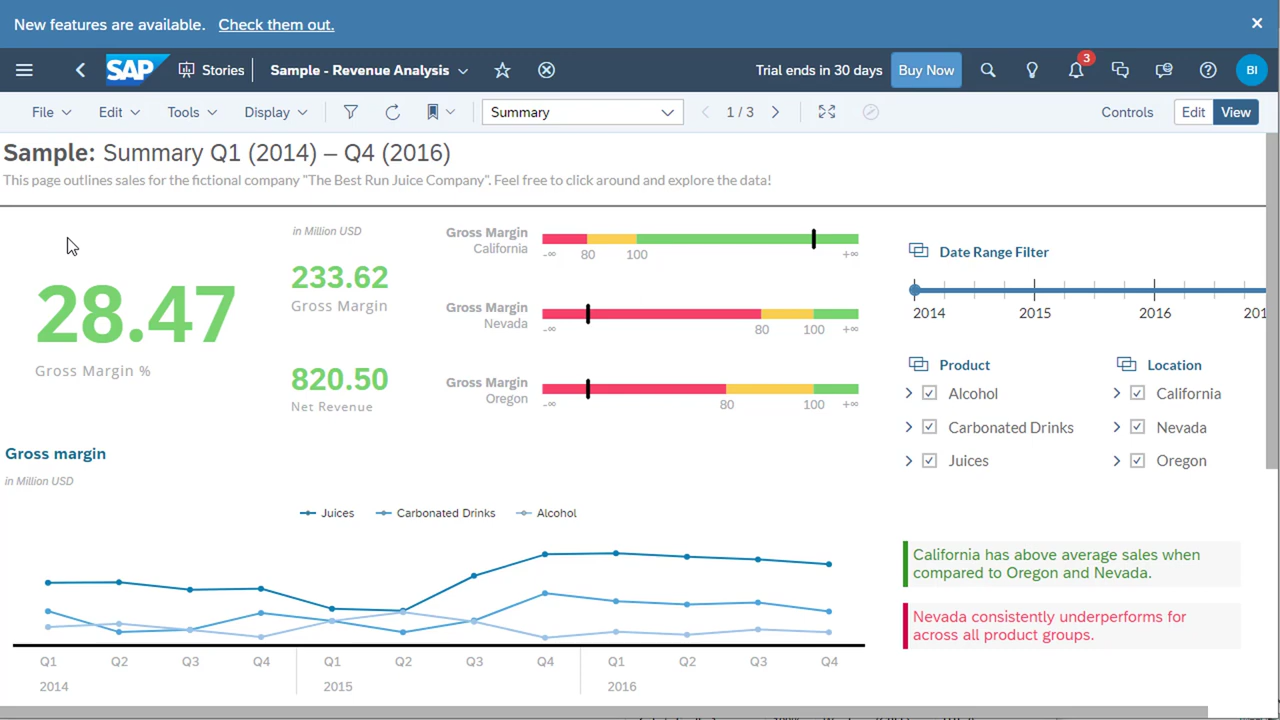 New features are available. Check them out.
SAP Stories Sample - Revenue Analysis Trial ends in 30 days Buy Now 3 BI
File Edit Tools Display Summary 1 / 3 Controls Edit View
Sample: Summary Q1 (2014) – Q4 (2016)
This page outlines sales for the fictional company "The Best Run Juice Company". Feel free to click around and explore the data!
28.47
Gross Margin %
in Million USD
233.62
Gross Margin
820.50
Net Revenue
Gross Margin
California
-∞ 80 100 +∞
Gross Margin
Nevada
-∞ 80 100 +∞
Gross Margin
Oregon
-∞ 80 100 +∞
Date Range Filter
2014 2015 2016 201
Product
Alcohol
Carbonated Drinks
Juices
Location
California
Nevada
Oregon
Gross margin
in Million USD
Juices Carbonated Drinks Alcohol
Q1 Q2 Q3 Q4 Q1 Q2 Q3 Q4 Q1 Q2 Q3 Q4
2014 2015 2016
California has above average sales when
compared to Oregon and Nevada.
Nevada consistently underperforms for
across all product groups.